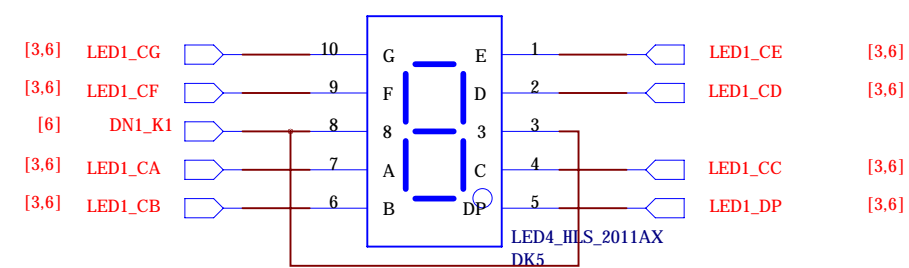 [3,6] LED1_CG 10 G E 1 LED1_CE [3,6]
[3,6] LED1_CF 9 F D 2 LED1_CD [3,6]
[6] DN1_K1 8 8 3 3
[3,6] LED1_CA 7 A C 4 LED1_CC [3,6]
[3,6] LED1_CB 6 B DP 5 LED1_DP [3,6]
LED4_HLS_2011AX
DK5